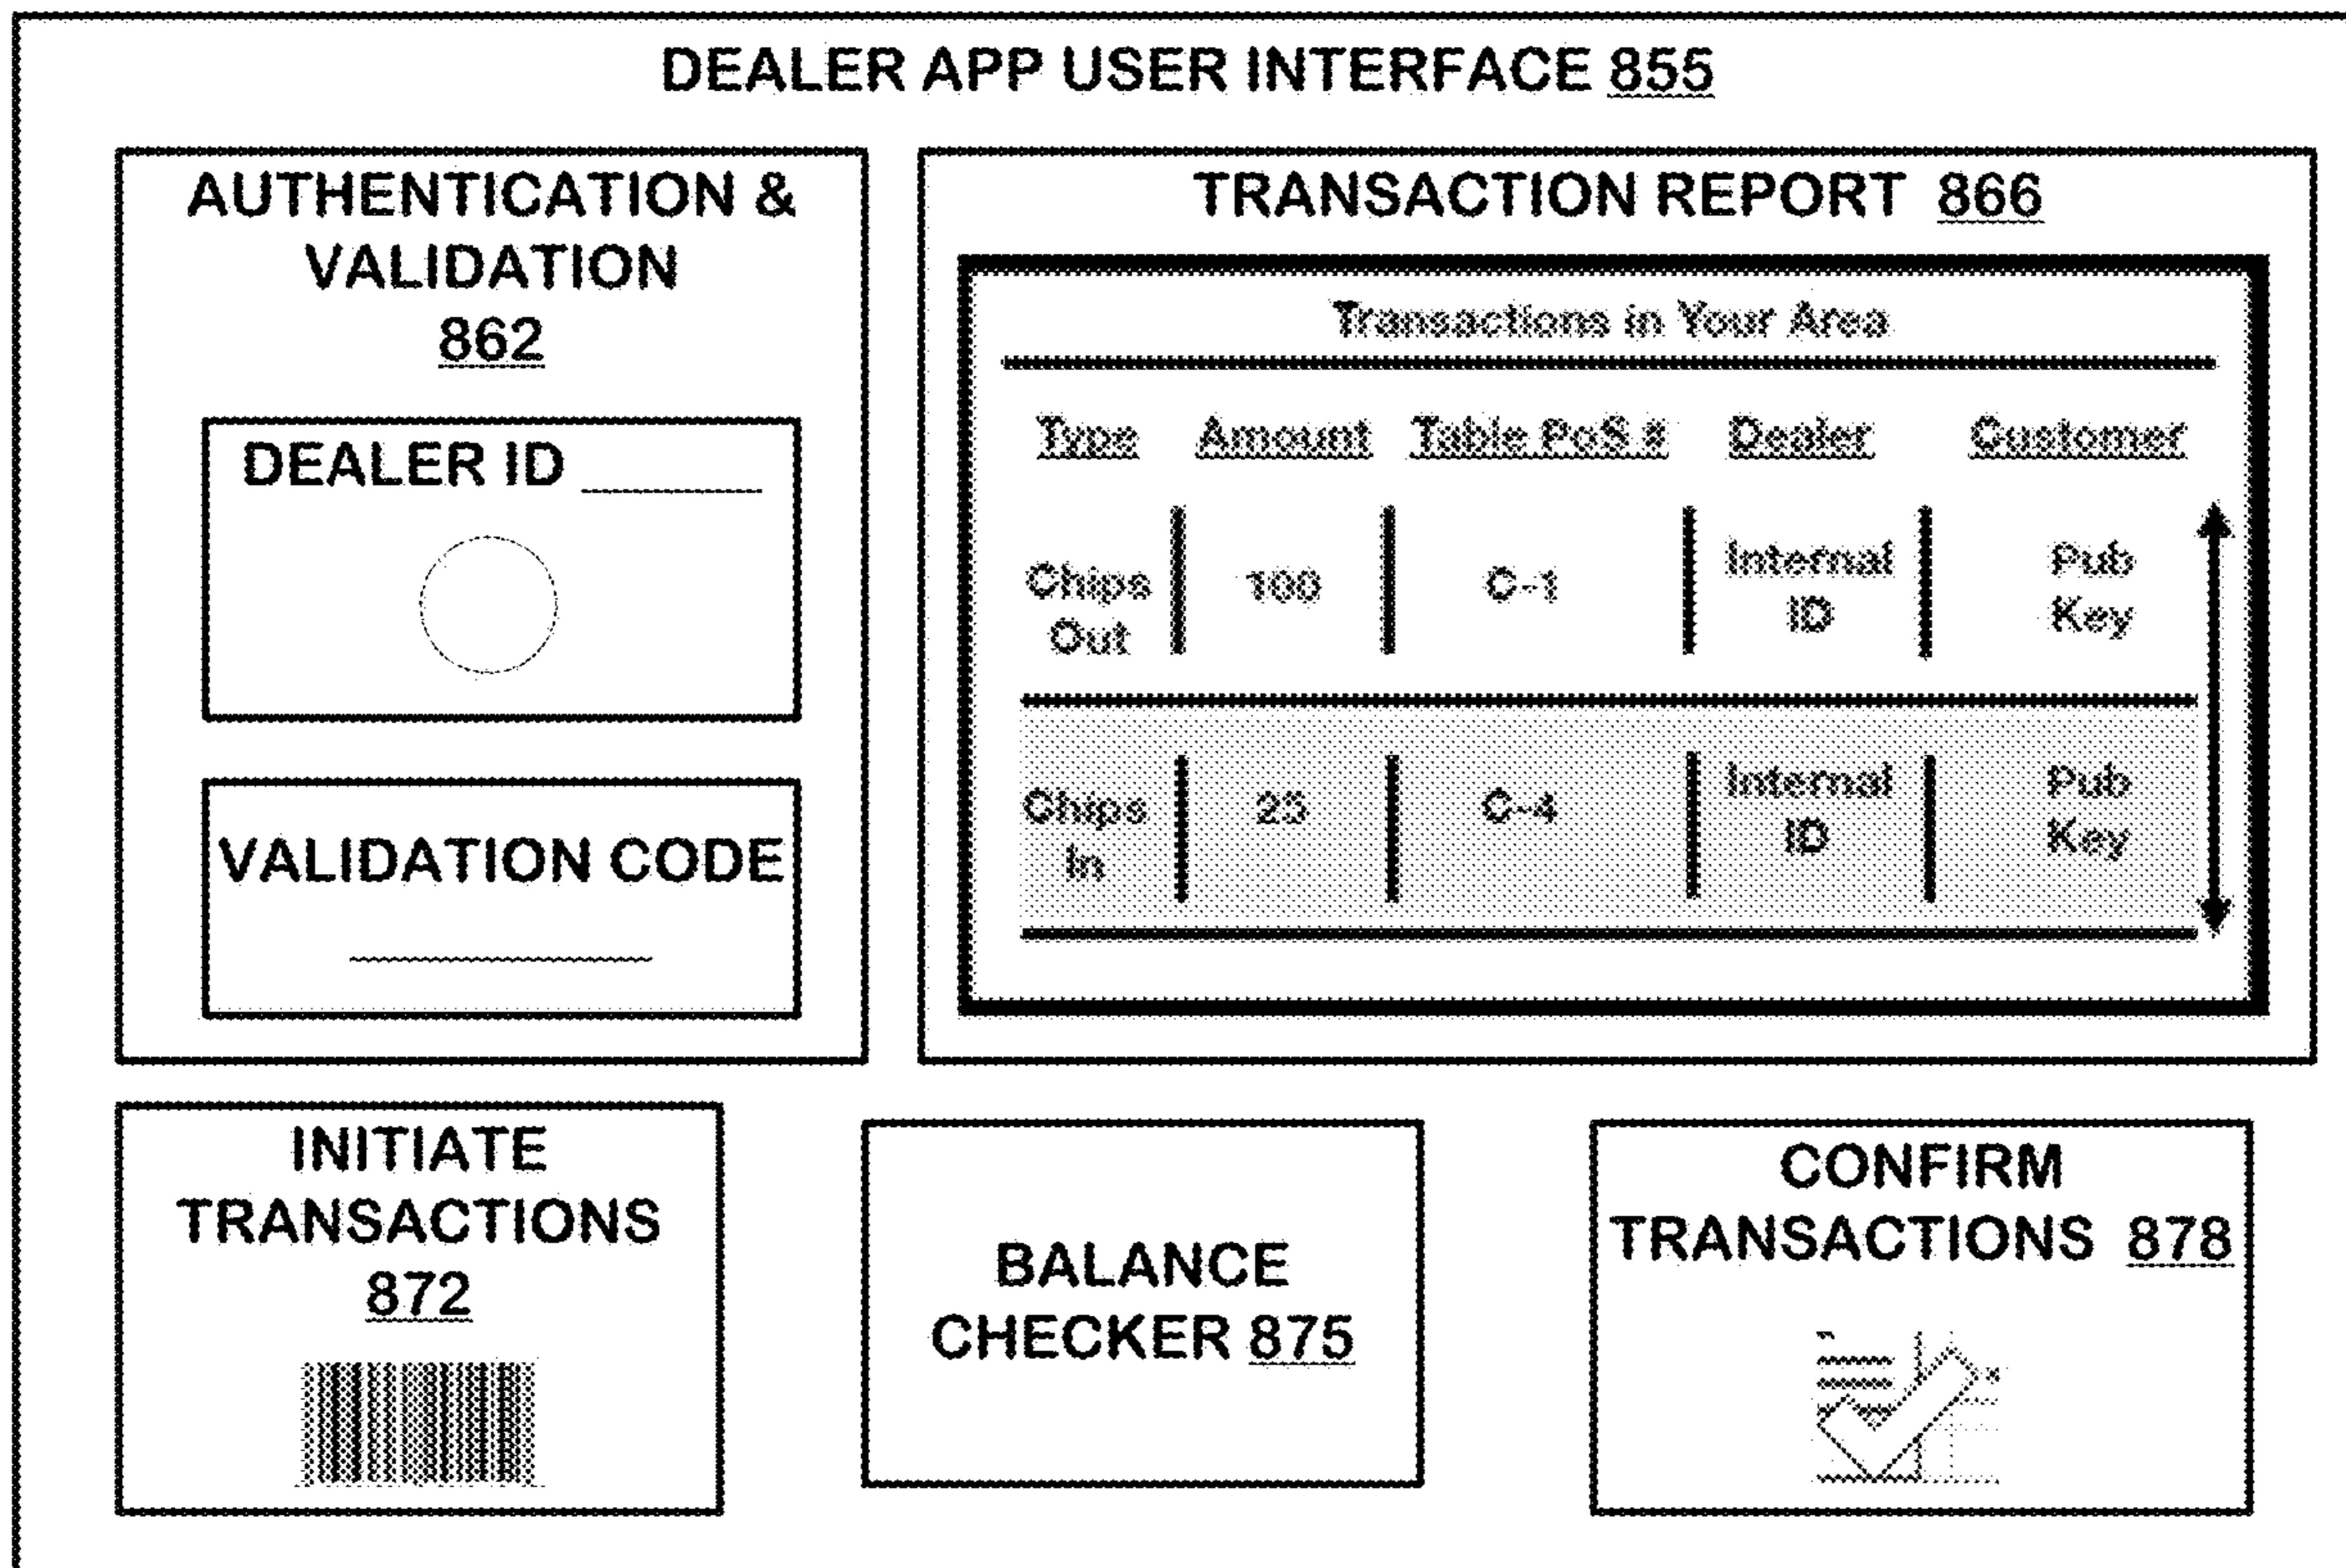 DEALER APP USER INTERFACE 855
AUTHENTICATION &
VALIDATION
862
DEALER ID
VALIDATION CODE
TRANSACTION REPORT 866
Transactions in Your Area
Type Amount Table PoS # Dealer Customer
Chips Out 100 C-1 Internal ID Pub Key
Chips In 25 C-4 Internal ID Pub Key
INITIATE
TRANSACTIONS
872
BALANCE
CHECKER 875
CONFIRM
TRANSACTIONS 878